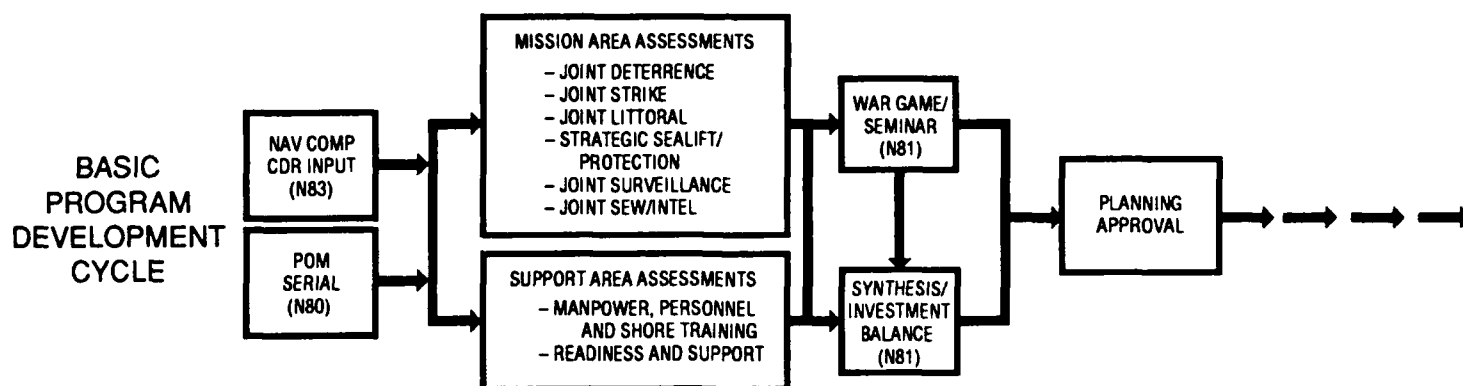 BASIC
PROGRAM
DEVELOPMENT
CYCLE
NAV COMP
CDR INPUT
(N83)
POM
SERIAL
(N80)
MISSION AREA ASSESSMENTS
– JOINT DETERRENCE
– JOINT STRIKE
– JOINT LITTORAL
– STRATEGIC SEALIFT/
PROTECTION
– JOINT SURVEILLANCE
– JOINT SEW/INTEL
SUPPORT AREA ASSESSMENTS
– MANPOWER, PERSONNEL
AND SHORE TRAINING
– READINESS AND SUPPORT
WAR GAME/
SEMINAR
(N81)
SYNTHESIS/
INVESTMENT
BALANCE
(N81)
PLANNING
APPROVAL